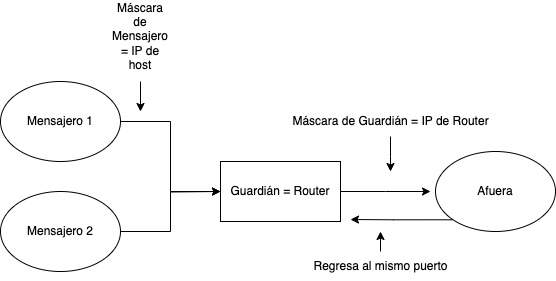 Máscara
de
Mensajero
= IP de
host
Mensajero 1
Máscara de Guardián = IP de Router
Guardián = Router
Afuera
Mensajero 2
Regresa al mismo puerto